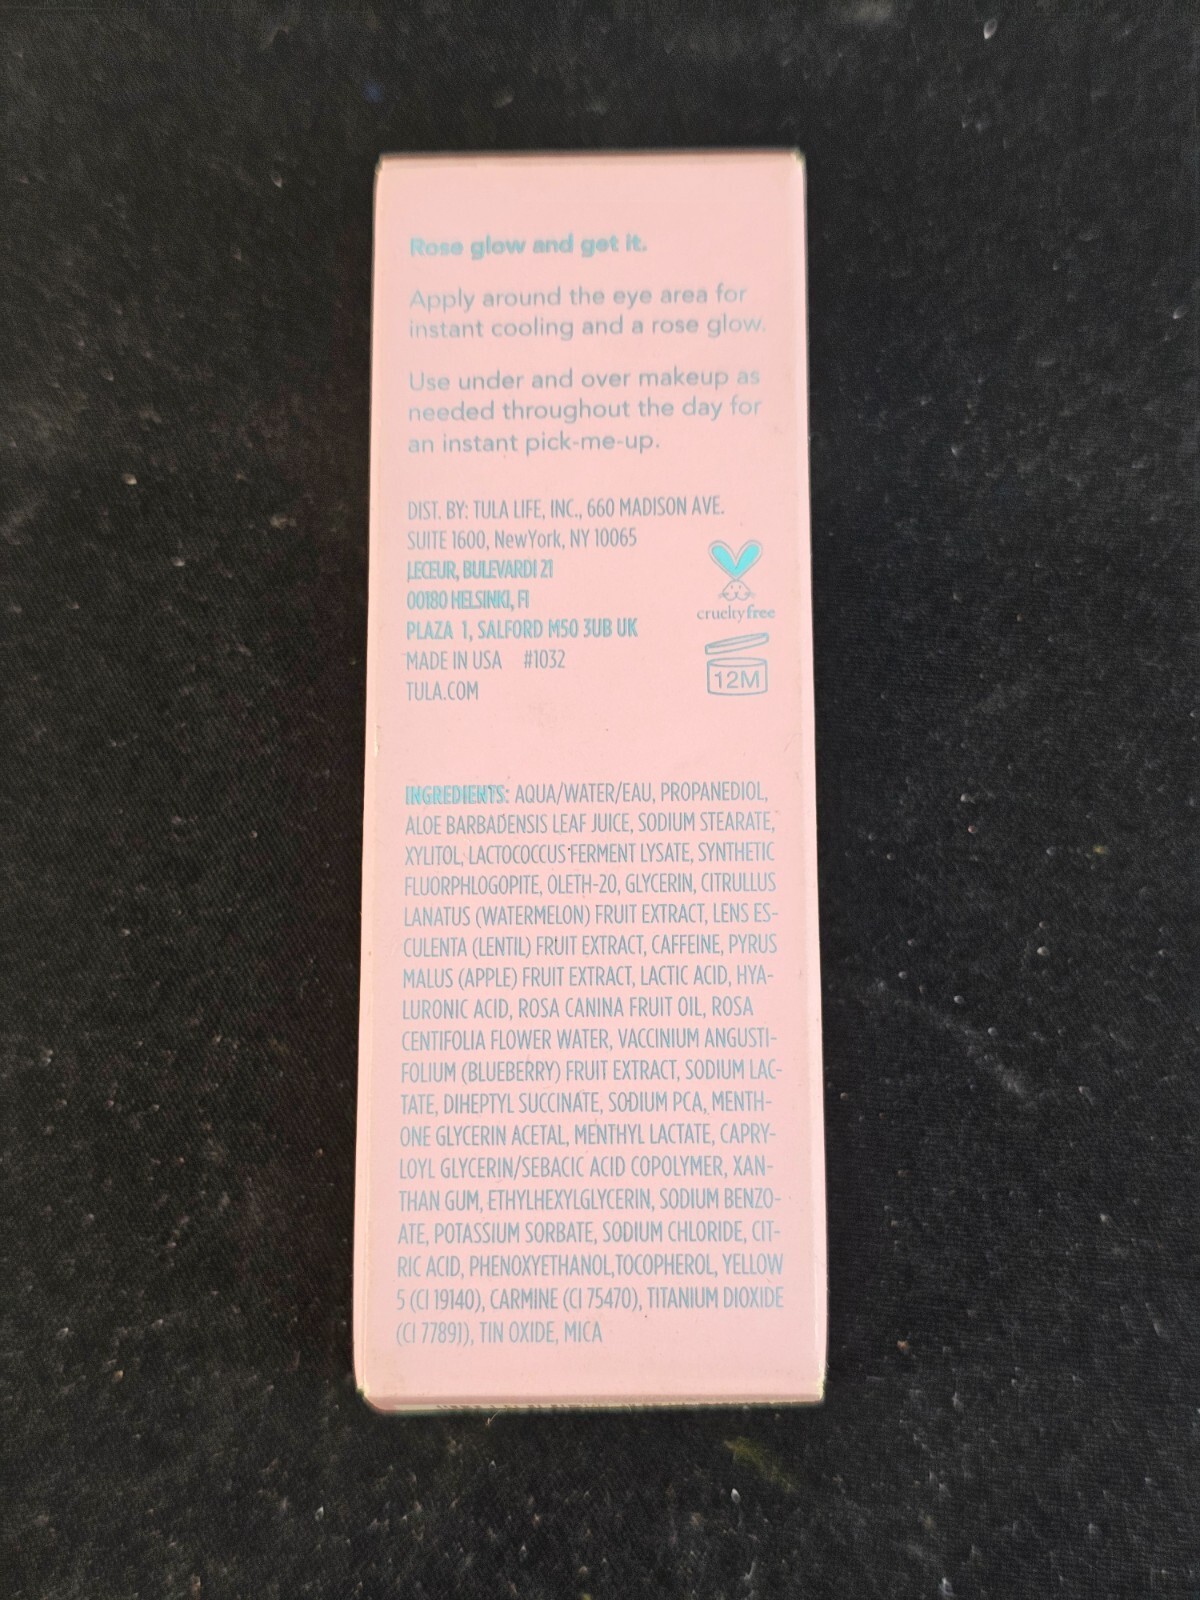 Rose glow and get it.
Apply around the eye area for
instant cooling and a rose glow.
Use under and over makeup as
needed throughout the day for
an instant pick-me-up.
DIST. BY: TULA LIFE, INC., 660 MADISON AVE.
SUITE 1600, NewYork, NY 10065
LECEUR, BULEVARDI 21
00180 HELSINKI, FI
PLAZA 1, SALFORD M50 3UB UK
MADE IN USA #1032
TULA.COM
crueltyfree
12M
INGREDIENTS: AQUA/WATER/EAU, PROPANEDIOL,
ALOE BARBADENSIS LEAF JUICE, SODIUM STEARATE,
XYLITOL, LACTOCOCCUS FERMENT LYSATE, SYNTHETIC
FLUORPHLOGOPITE, OLETH-20, GLYCERIN, CITRULLUS
LANATUS (WATERMELON) FRUIT EXTRACT, LENS ES-
CULENTA (LENTIL) FRUIT EXTRACT, CAFFEINE, PYRUS
MALUS (APPLE) FRUIT EXTRACT, LACTIC ACID, HYA-
LURONIC ACID, ROSA CANINA FRUIT OIL, ROSA
CENTIFOLIA FLOWER WATER, VACCINIUM ANGUSTI-
FOLIUM (BLUEBERRY) FRUIT EXTRACT, SODIUM LAC-
TATE, DIHEPTYL SUCCINATE, SODIUM PCA, MENTH-
ONE GLYCERIN ACETAL, MENTHYL LACTATE, CAPRY-
LOYL GLYCERIN/SEBACIC ACID COPOLYMER, XAN-
THAN GUM, ETHYLHEXYLGLYCERIN, SODIUM BENZO-
ATE, POTASSIUM SORBATE, SODIUM CHLORIDE, CIT-
RIC ACID, PHENOXYETHANOL,TOCOPHEROL, YELLOW
5 (CI 19140), CARMINE (CI 75470), TITANIUM DIOXIDE
(CI 77891), TIN OXIDE, MICA